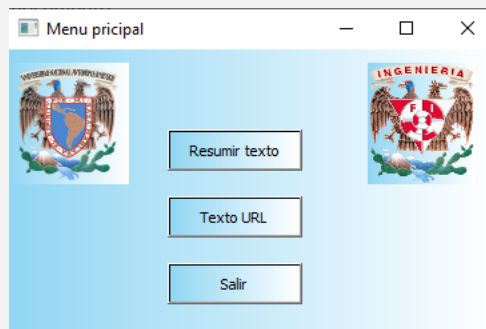 Menu pricipal
INGENIERIA
Resumir texto
Texto URL
Salir